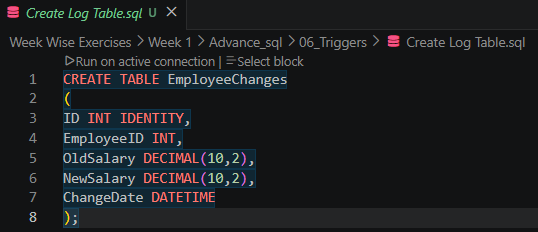 Create Log Table.sql U
Week Wise Exercises > Week 1 > Advance_sql > 06_Triggers > Create Log Table.sql
Run on active connection | Select block
1 CREATE TABLE EmployeeChanges
2 (
3 ID INT IDENTITY,
4 EmployeeID INT,
5 OldSalary DECIMAL(10,2),
6 NewSalary DECIMAL(10,2),
7 ChangeDate DATETIME
8 );